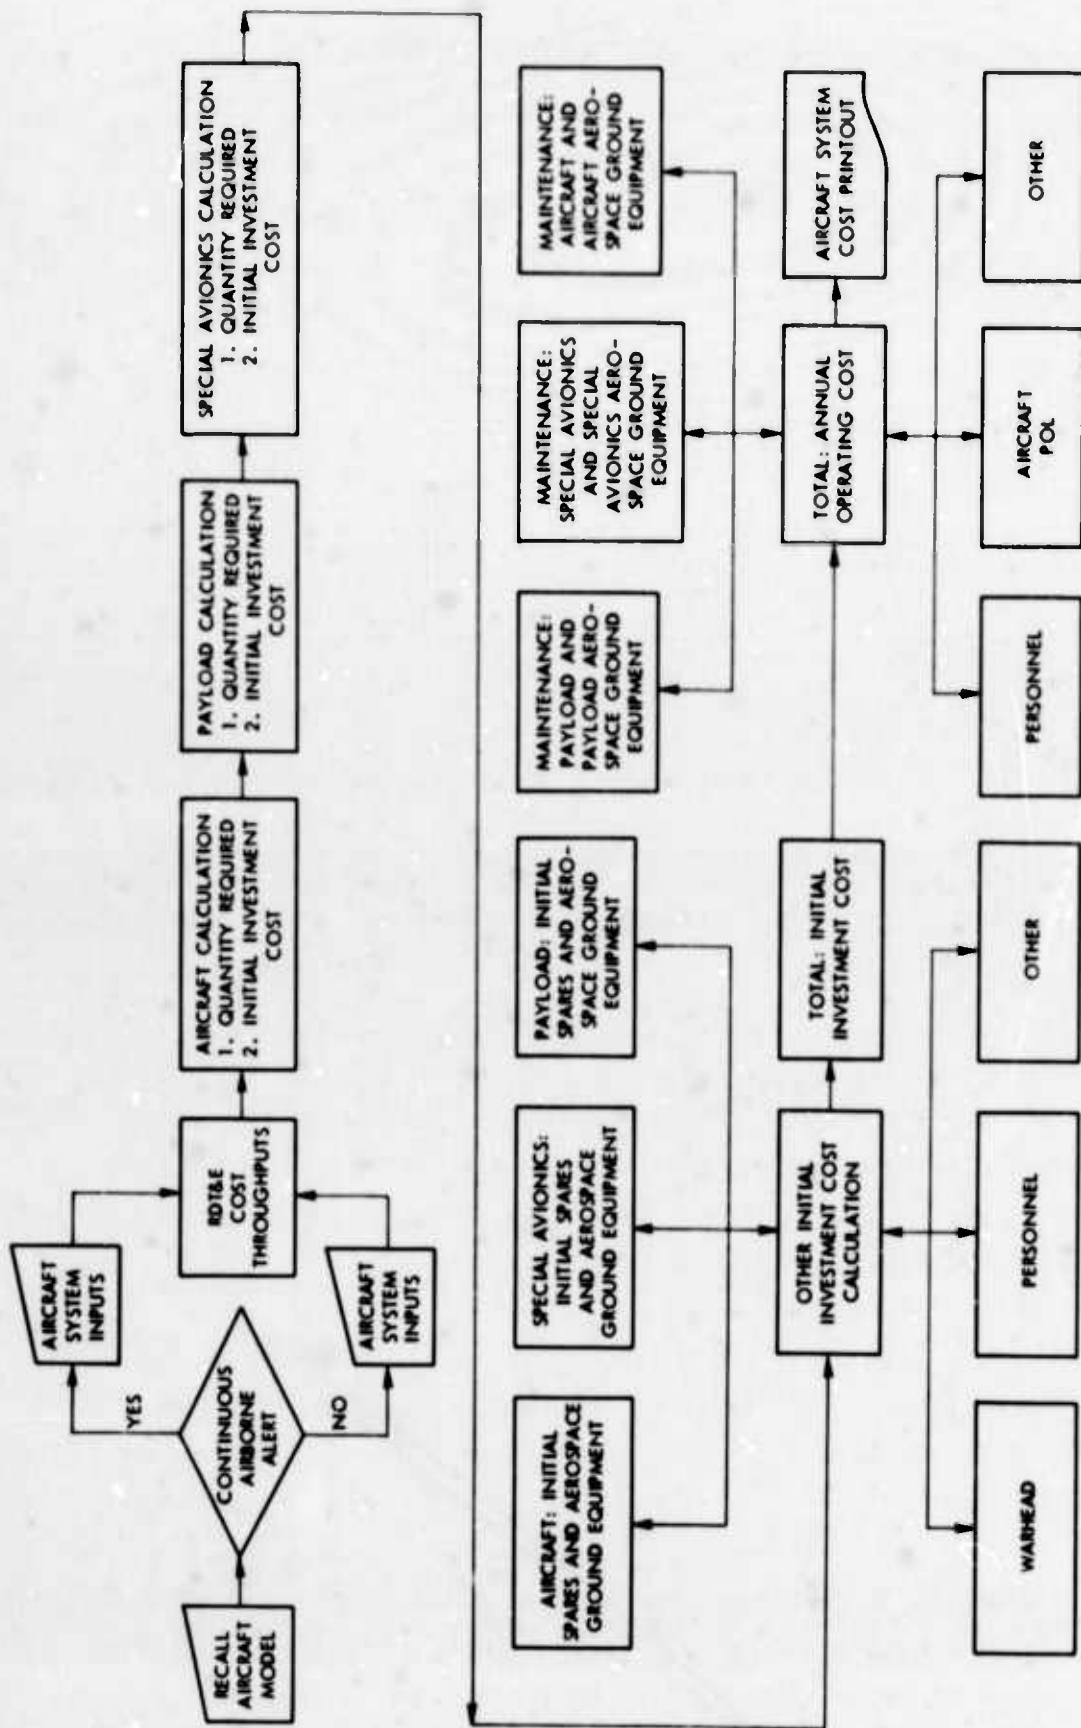 RECALL
AIRCRAFT
MODEL
CONTINUOUS
AIRBORNE
ALERT
YES
NO
AIRCRAFT
SYSTEM
INPUTS
AIRCRAFT
SYSTEM
INPUTS
RDT&E
COST
THROUGHPUTS
AIRCRAFT CALCULATION
1. QUANTITY REQUIRED
2. INITIAL INVESTMENT
COST
PAYLOAD CALCULATION
1. QUANTITY REQUIRED
2. INITIAL INVESTMENT
COST
SPECIAL AVIONICS CALCULATION
1. QUANTITY REQUIRED
2. INITIAL INVESTMENT
COST
AIRCRAFT: INITIAL
SPARES AND AEROSPACE
GROUND EQUIPMENT
SPECIAL AVIONICS:
INITIAL SPARES
AND AEROSPACE
GROUND EQUIPMENT
PAYLOAD: INITIAL
SPARES AND AERO-
SPACE GROUND
EQUIPMENT
MAINTENANCE:
PAYLOAD AND
PAYLOAD AERO-
SPACE GROUND
EQUIPMENT
MAINTENANCE:
SPECIAL AVIONICS
AND SPECIAL
AVIONICS AERO-
SPACE GROUND
EQUIPMENT
MAINTENANCE:
AIRCRAFT AND
AIRCRAFT AERO-
SPACE GROUND
EQUIPMENT
OTHER INITIAL
INVESTMENT COST
CALCULATION
TOTAL: INITIAL
INVESTMENT COST
TOTAL: ANNUAL
OPERATING COST
AIRCRAFT SYSTEM
COST PRINTOUT
WARHEAD
PERSONNEL
OTHER
PERSONNEL
AIRCRAFT
POL
OTHER